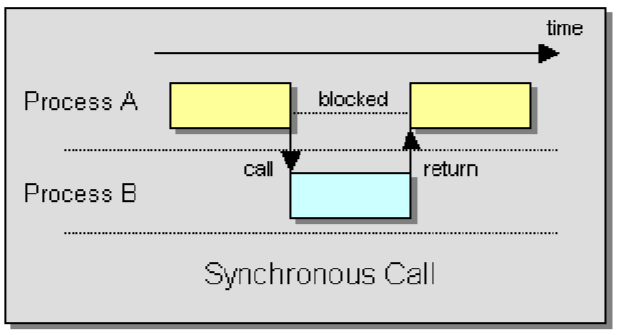 time
Process A
blocked
call
return
Process B
Synchronous Call